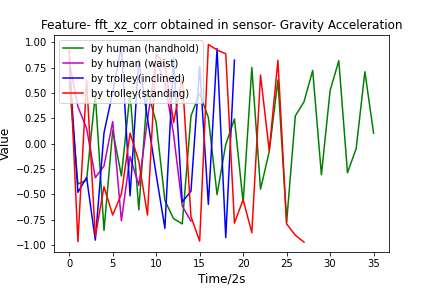 Feature- fft_xz_corr obtained in sensor- Gravity Acceleration
1.00
0.75
0.50
0.25
0.00
−0.25
−0.50
−0.75
−1.00
Value
by human (handhold)
by human (waist)
by trolley(inclined)
by trolley(standing)
0 5 10 15 20 25 30 35
Time/2s